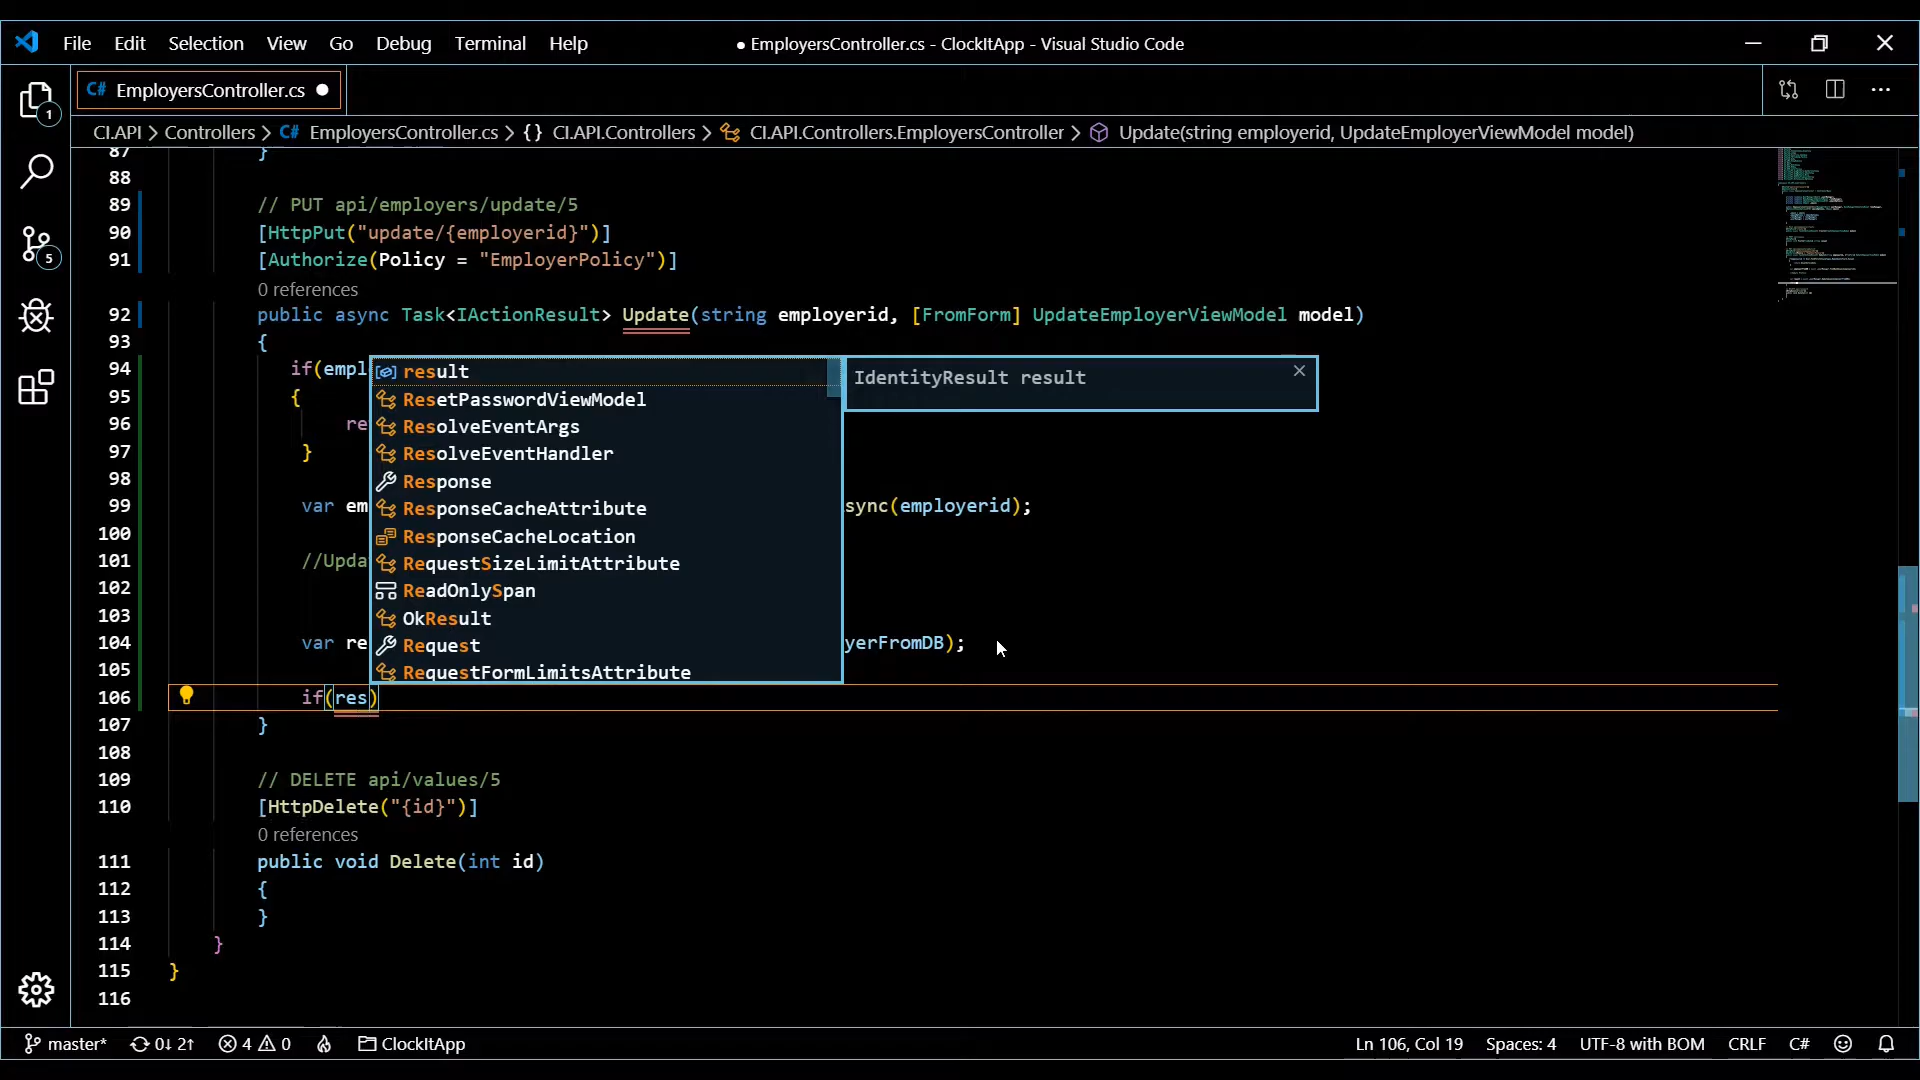 File Edit Selection View Go Debug Terminal Help ● EmployersController.cs - ClockItApp - Visual Studio Code
C# EmployersController.cs ●
CI.API > Controllers > C# EmployersController.cs > {} CI.API.Controllers > CI.API.Controllers.EmployersController > Update(string employerid, UpdateEmployerViewModel model)
1
5
87 }
88
89 // PUT api/employers/update/5
90 [HttpPut("update/{employerid}")]
91 [Authorize(Policy = "EmployerPolicy")]
0 references
92 public async Task<IActionResult> Update(string employerid, [FromForm] UpdateEmployerViewModel model)
93 {
94 if(empl
95 {
96 re
97 }
98
99 var em sync(employerid);
100
101 //Upda
102
103
104 var re yerFromDB);
105
106 if(res)
107 }
108
109 // DELETE api/values/5
110 [HttpDelete("{id}")]
0 references
111 public void Delete(int id)
112 {
113 }
114 }
115 }
116
result
ResetPasswordViewModel
ResolveEventArgs
ResolveEventHandler
Response
ResponseCacheAttribute
ResponseCacheLocation
RequestSizeLimitAttribute
ReadOnlySpan
OkResult
Request
RequestFormLimitsAttribute
IdentityResult result
master* 0↓ 2↑ 4 0 ClockItApp Ln 106, Col 19 Spaces: 4 UTF-8 with BOM CRLF C#